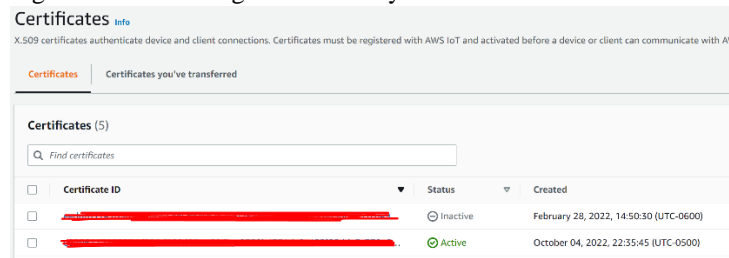 Certificates Info
X.509 certificates authenticate device and client connections. Certificates must be registered with AWS IoT and activated before a device or client can communicate with
Certificates Certificates you've transferred
Certificates (5)
Find certificates
Certificate ID Status Created
Inactive February 28, 2022, 14:50:30 (UTC-0600)
Active October 04, 2022, 22:35:45 (UTC-0500)